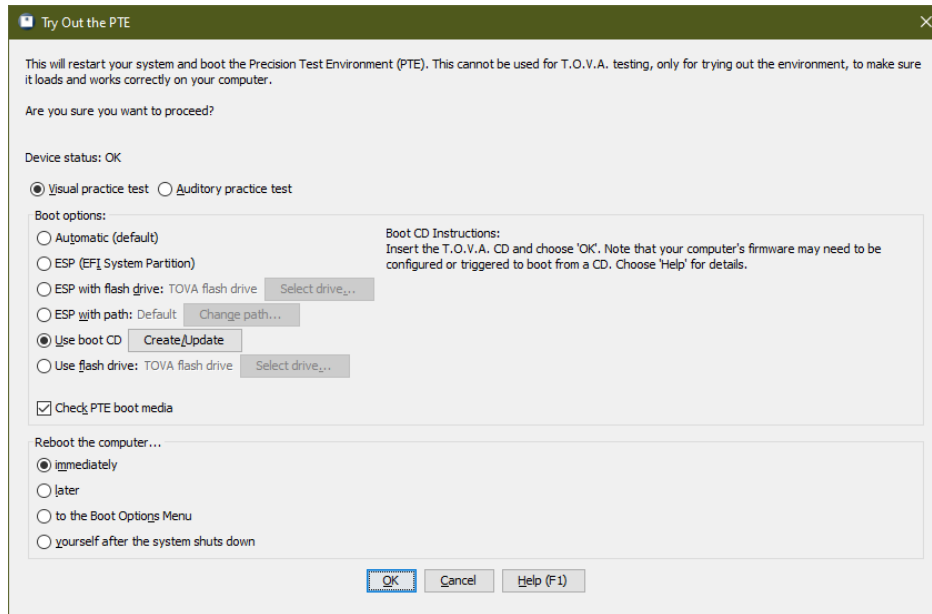 Try Out the PTE
This will restart your system and boot the Precision Test Environment (PTE). This cannot be used for T.O.V.A. testing, only for trying out the environment, to make sure
it loads and works correctly on your computer.
Are you sure you want to proceed?
Device status: OK
Visual practice test Auditory practice test
Boot options:
Automatic (default)
ESP (EFI System Partition)
ESP with flash drive: TOVA flash drive Select drive...
ESP with path: Default Change path...
Use boot CD Create/Update
Use flash drive: TOVA flash drive Select drive...
Boot CD Instructions:
Insert the T.O.V.A. CD and choose 'OK'. Note that your computer's firmware may need to be
configured or triggered to boot from a CD. Choose 'Help' for details.
Check PTE boot media
Reboot the computer...
immediately
later
to the Boot Options Menu
yourself after the system shuts down
OK Cancel Help (F1)